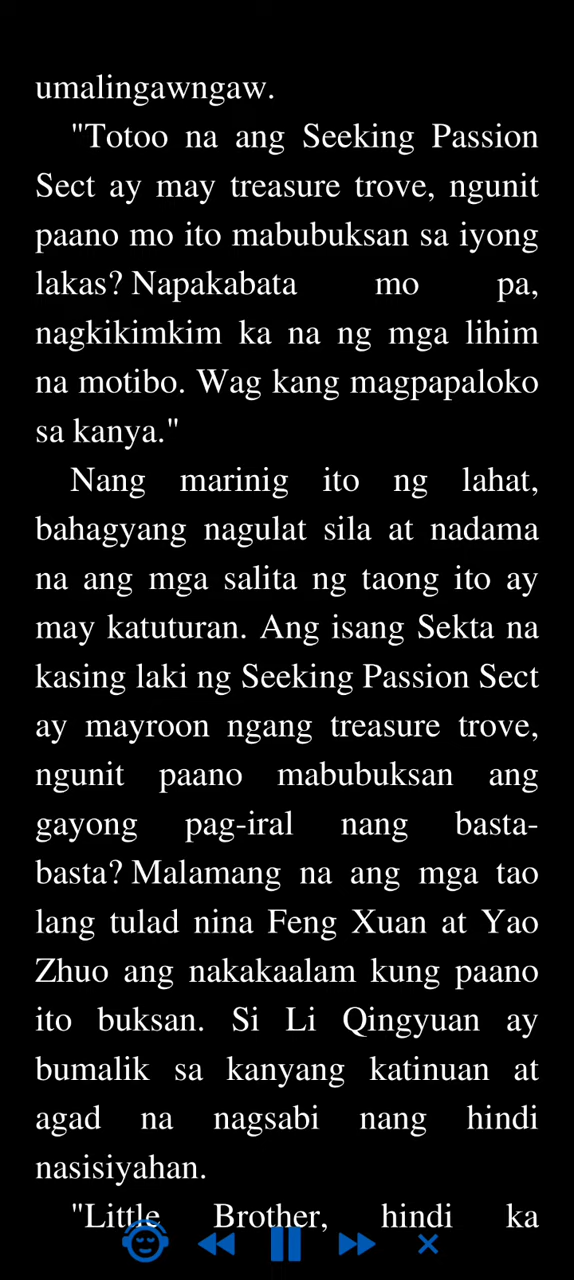 umalingawngaw.
"Totoo na ang Seeking Passion
Sect ay may treasure trove, ngunit
paano mo ito mabubuksan sa iyong
lakas? Napakabata mo pa,
nagkikimkim ka na ng mga lihim
na motibo. Wag kang magpapaloko
sa kanya."
Nang marinig ito ng lahat,
bahagyang nagulat sila at nadama
na ang mga salita ng taong ito ay
may katuturan. Ang isang Sekta na
kasing laki ng Seeking Passion Sect
ay mayroon ngang treasure trove,
ngunit paano mabubuksan ang
gayong pag-iral nang basta-
basta? Malamang na ang mga tao
lang tulad nina Feng Xuan at Yao
Zhuo ang nakakaalam kung paano
ito buksan. Si Li Qingyuan ay
bumalik sa kanyang katinuan at
agad na nagsabi nang hindi
nasisiyahan.
"Little Brother, hindi ka